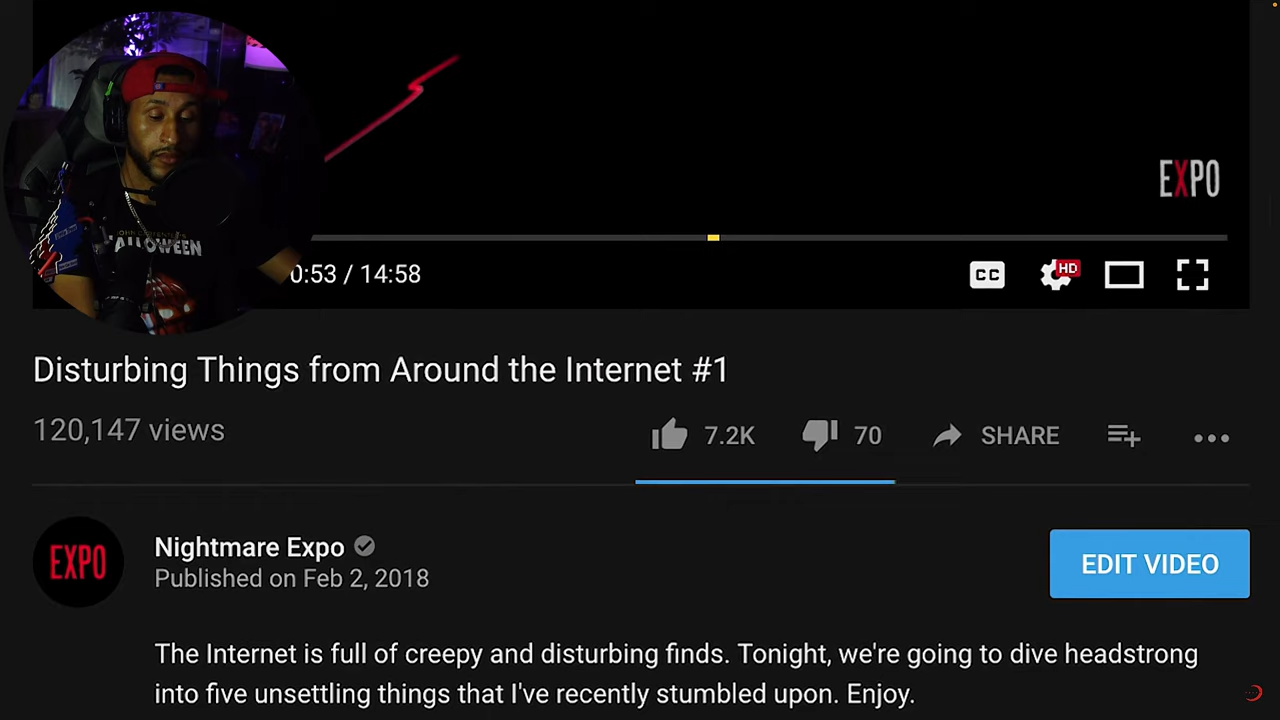 EXPO
JOHN CARPENTER'S
HALLOWEEN
0:53 / 14:58
CC
HD
Disturbing Things from Around the Internet #1
120,147 views
7.2K
70
SHARE
EXPO
Nightmare Expo
Published on Feb 2, 2018
EDIT VIDEO
The Internet is full of creepy and disturbing finds. Tonight, we're going to dive headstrong
into five unsettling things that I've recently stumbled upon. Enjoy.